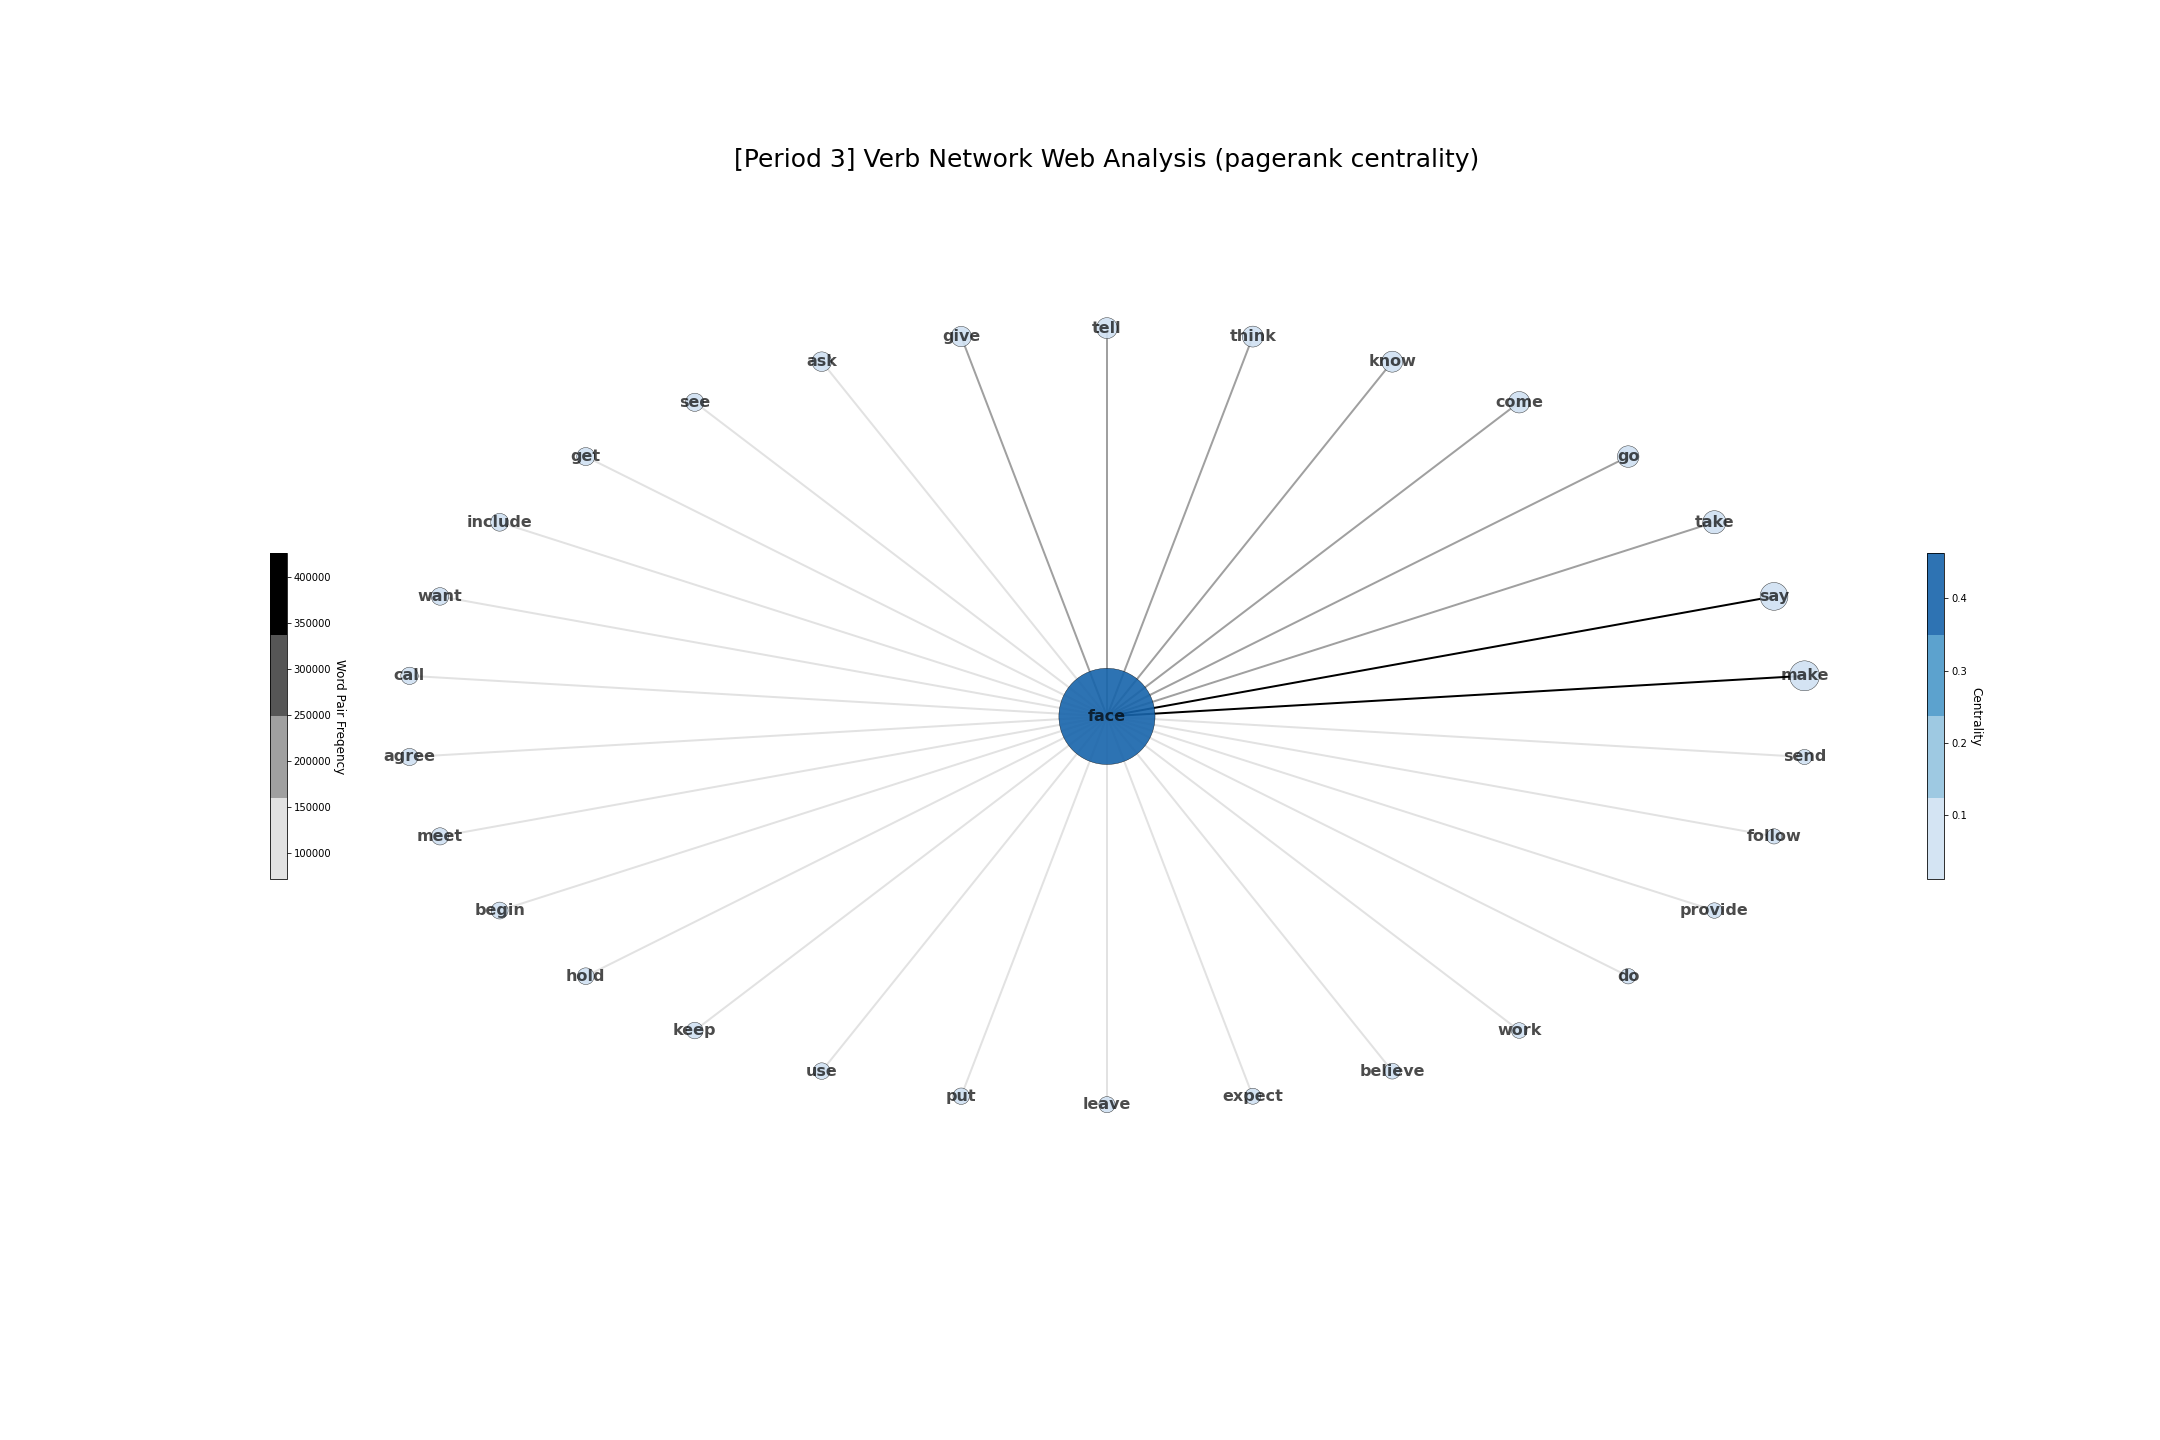 [Period 3] Verb Network Web Analysis (pagerank centrality)
tell
give
think
ask
know
see
come
get
go
include
take
want
say
call
make
face
agree
send
meet
follow
begin
provide
hold
do
keep
work
use
believe
put
expect
leave
400000
350000
300000
250000
200000
150000
100000
Word Pair Freqency
0.4
0.3
0.2
0.1
Centrality